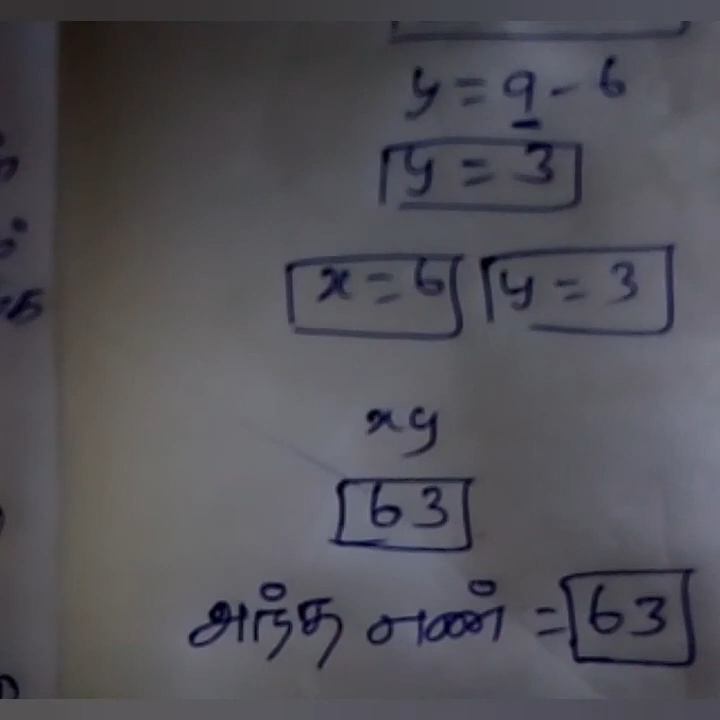 y = 9 - 6
y = 3
x = 6 y = 3
xy
63
அந்த எண் = 63